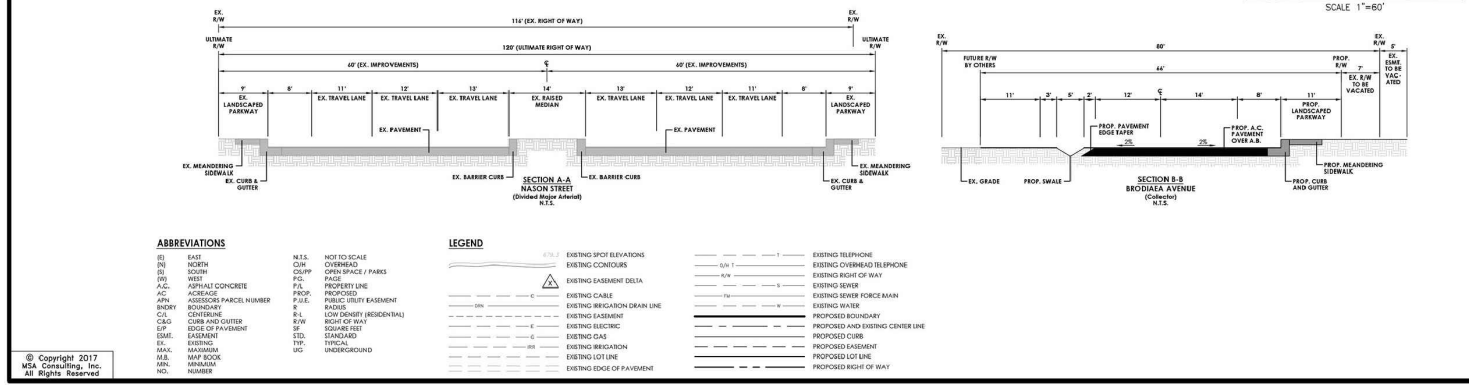 SCALE 1"=60'
EX.
R/W
EX.
R/W
116' (EX. RIGHT OF WAY)
ULTIMATE
R/W
ULTIMATE
R/W
120' (ULTIMATE RIGHT OF WAY)
60' (EX. IMPROVEMENTS)
60' (EX. IMPROVEMENTS)
9'
EX.
LANDSCAPED
PARKWAY
8'
11'
EX. TRAVEL LANE
12'
EX. TRAVEL LANE
13'
EX. TRAVEL LANE
14'
EX. RAISED
MEDIAN
13'
EX. TRAVEL LANE
12'
EX. TRAVEL LANE
11'
EX. TRAVEL LANE
8'
9'
EX.
LANDSCAPED
PARKWAY
EX. PAVEMENT
EX. PAVEMENT
EX. MEANDERING
SIDEWALK
EX. CURB &
GUTTER
EX. BARRIER CURB
EX. BARRIER CURB
EX. MEANDERING
SIDEWALK
EX. CURB &
GUTTER
SECTION A-A
NASON STREET
(Divided Major Arterial)
N.T.S.
EX.
R/W
80'
EX.
R/W
5'
EX.
ESMT.
TO BE
VAC-
ATED
FUTURE R/W
BY OTHERS
66'
PROP.
R/W
7'
EX. R/W
TO BE
VACATED
11'
3'
5'
2'
12'
14'
8'
11'
PROP.
LANDSCAPED
PARKWAY
PROP. PAVEMENT
EDGE TAPER
PROP. A.C.
PAVEMENT
OVER A.B.
2%
2%
EX. GRADE
PROP. SWALE
PROP. MEANDERING
SIDEWALK
PROP. CURB
AND GUTTER
SECTION B-B
BRODIAEA AVENUE
(Collector)
N.T.S.
ABBREVIATIONS
(E) EAST
(N) NORTH
(S) SOUTH
(W) WEST
A.C. ASPHALT CONCRETE
AC ACREAGE
APN ASSESSORS PARCEL NUMBER
BNDRY BOUNDARY
C/L CENTERLINE
C&G CURB AND GUTTER
E/P EDGE OF PAVEMENT
ESMT. EASEMENT
EX. EXISTING
MAX. MAXIMUM
M.B. MAP BOOK
MIN. MINIMUM
NO. NUMBER
N.T.S. NOT TO SCALE
O/H OVERHEAD
OS/PP OPEN SPACE / PARKS
PG. PAGE
P/L PROPERTY LINE
PROP. PROPOSED
P.U.E. PUBLIC UTILITY EASEMENT
R RADIUS
R-L LOW DENSITY (RESIDENTIAL)
R/W RIGHT OF WAY
SF SQUARE FEET
STD. STANDARD
TYP. TYPICAL
UG UNDERGROUND
LEGEND
EXISTING SPOT ELEVATIONS
EXISTING CONTOURS
X EXISTING EASEMENT DELTA
C EXISTING CABLE
DRN EXISTING IRRIGATION DRAIN LINE
EXISTING EASEMENT
E EXISTING ELECTRIC
G EXISTING GAS
IRR EXISTING IRRIGATION
EXISTING LOT LINE
EXISTING EDGE OF PAVEMENT
T EXISTING TELEPHONE
O/H T EXISTING OVERHEAD TELEPHONE
R/W EXISTING RIGHT OF WAY
S EXISTING SEWER
FM EXISTING SEWER FORCE MAIN
W EXISTING WATER
PROPOSED BOUNDARY
PROPOSED AND EXISTING CENTER LINE
PROPOSED CURB
PROPOSED EASEMENT
PROPOSED LOT LINE
PROPOSED RIGHT OF WAY
© Copyright 2017
MSA Consulting, Inc.
All Rights Reserved